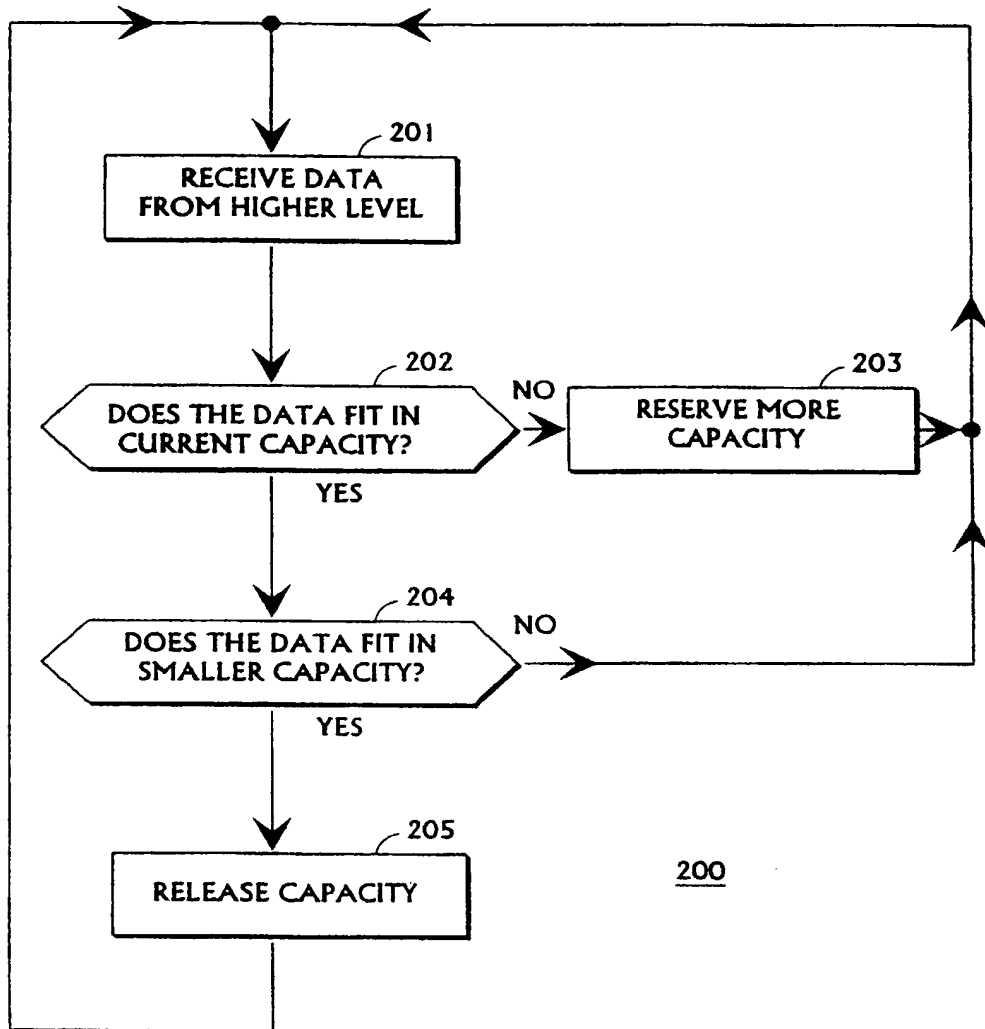 201
RECEIVE DATA
FROM HIGHER LEVEL
202
DOES THE DATA FIT IN
CURRENT CAPACITY?
NO
203
RESERVE MORE
CAPACITY
YES
204
DOES THE DATA FIT IN
SMALLER CAPACITY?
NO
YES
205
RELEASE CAPACITY
200